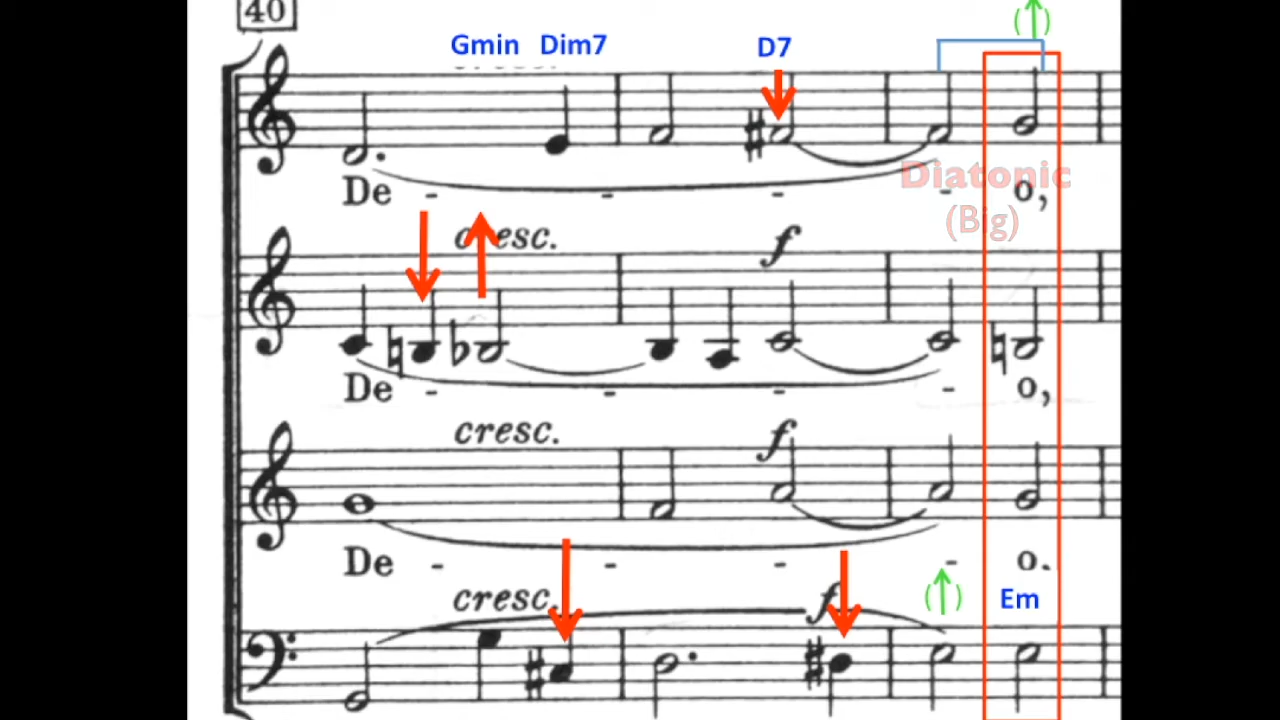 40
(↑)
Gmin Dim7 D7
De - - - - o,
Diatonic
(Big)
cresc. f
De - - - - o,
cresc. f
De - - - - o.
(↑)
cresc. f Em